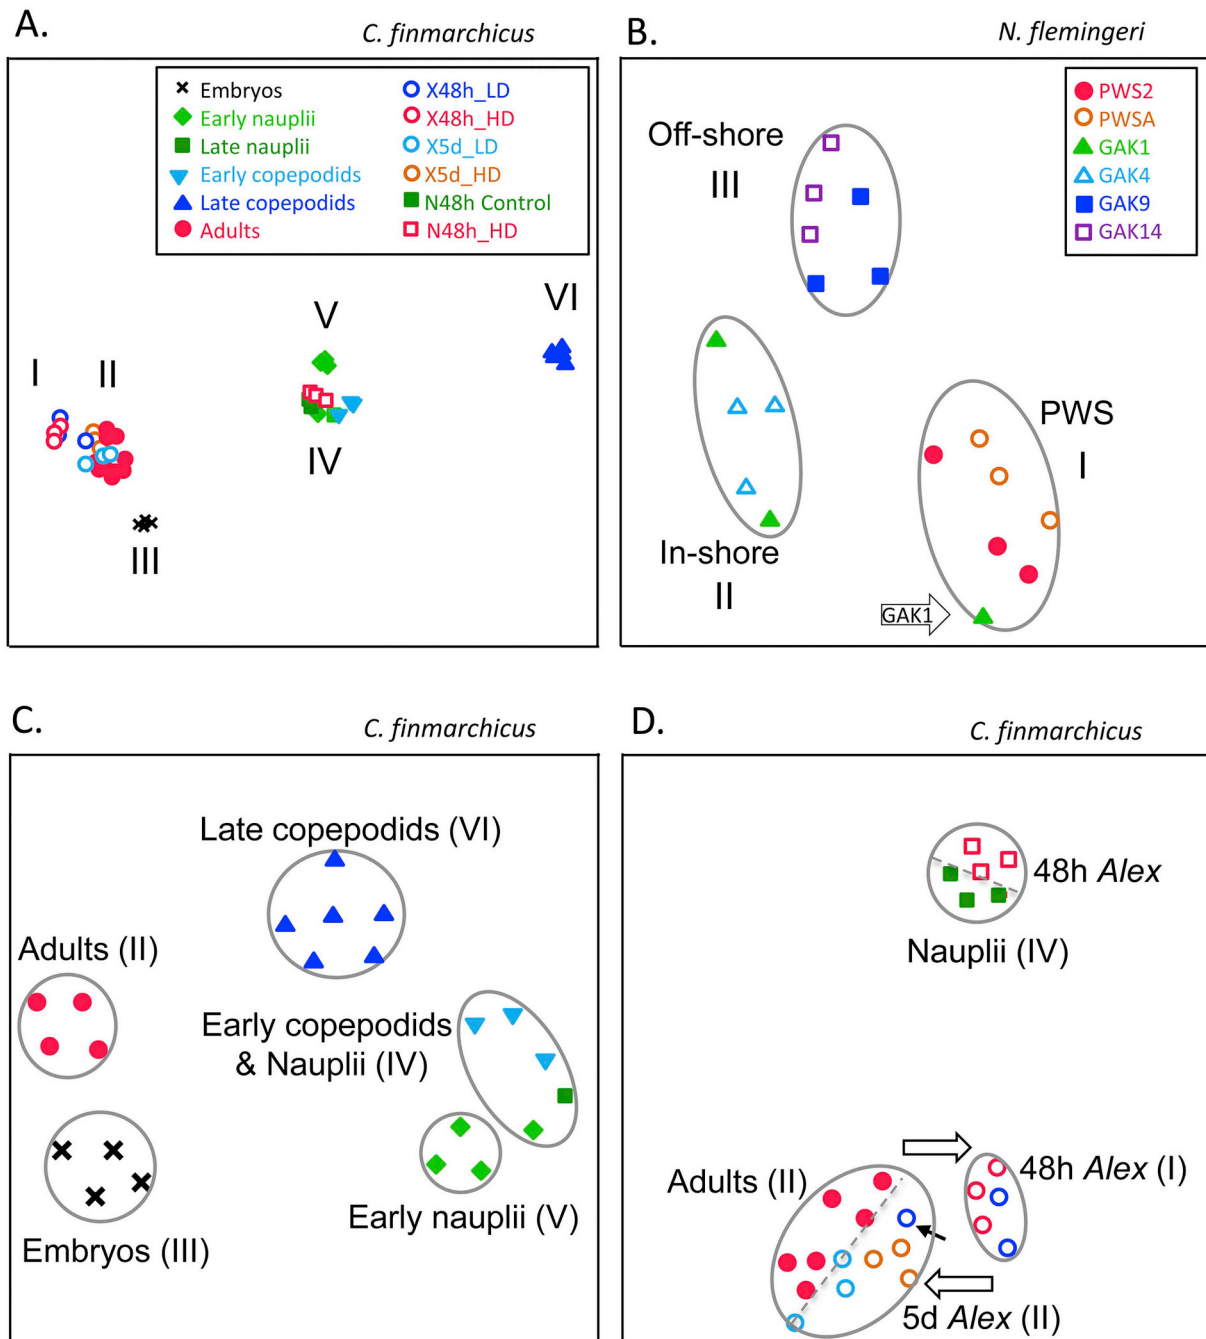 A.
C. finmarchicus
Embryos
Early nauplii
Late nauplii
Early copepodids
Late copepodids
Adults
X48h_LD
X48h_HD
X5d_LD
X5d_HD
N48h Control
N48h_HD
I
II
III
IV
V
VI
B.
N. flemingeri
PWS2
PWSA
GAK1
GAK4
GAK9
GAK14
Off-shore
III
PWS
I
In-shore
II
GAK1
C.
C. finmarchicus
Late copepodids (VI)
Adults (II)
Early copepodids
& Nauplii (IV)
Early nauplii (V)
Embryos (III)
D.
C. finmarchicus
48h Alex
Nauplii (IV)
Adults (II)
48h Alex (I)
5d Alex (II)